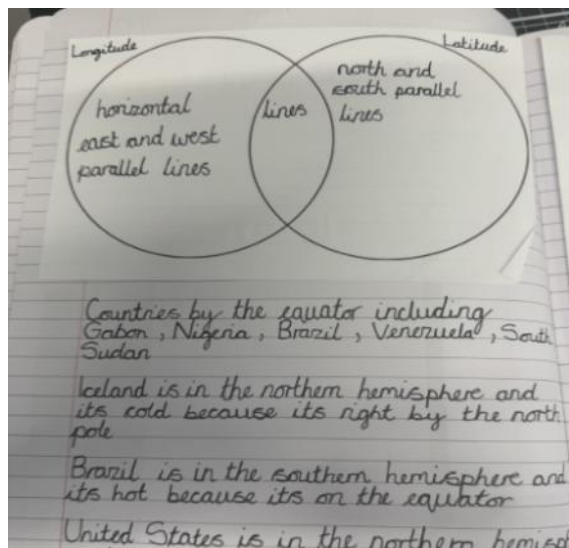 Longitude
Latitude
horizontal
east and west
parallel lines
lines
north and
south parallel
lines
Countries by the equator including
Gabon, Nigeria, Brazil, Venezuela, South
Sudan
Iceland is in the northern hemisphere and
its cold because its right by the north
pole
Brazil is in the southern hemisphere and
its hot because its on the equator
United States is in the northern hemisp